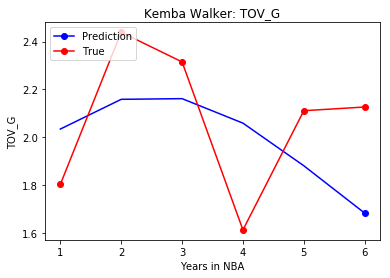 Kemba Walker: TOV_G
Prediction
True
TOV_G
2.4
2.2
2.0
1.8
1.6
1 2 3 4 5 6
Years in NBA